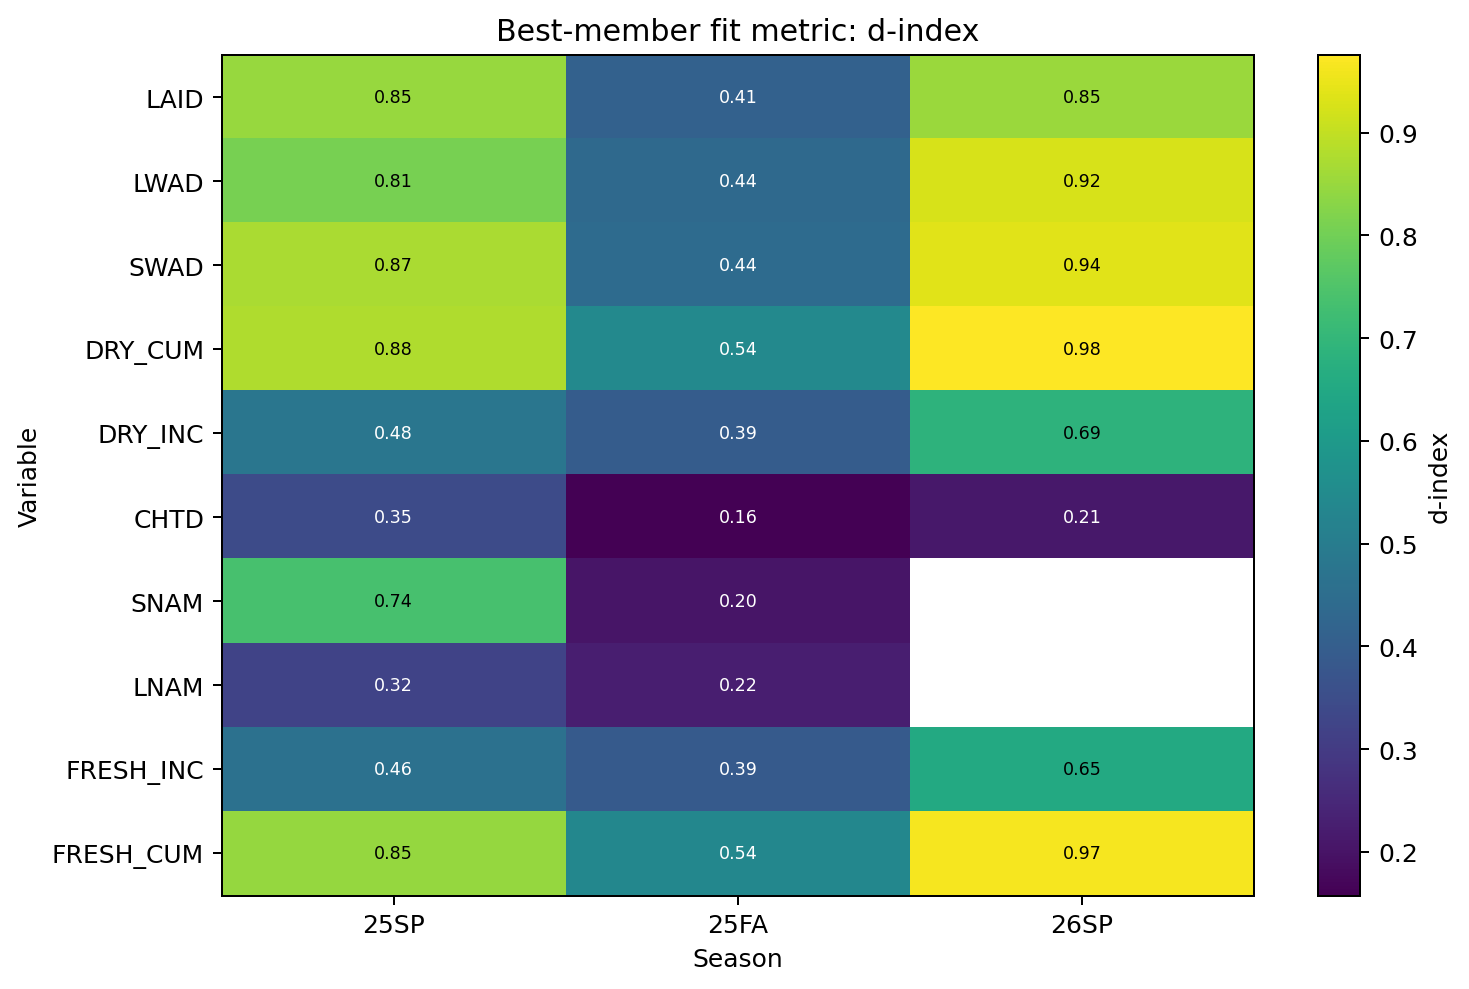 Best-member fit metric: d-index
LAID 0.85 0.41 0.85
LWAD 0.81 0.44 0.92
SWAD 0.87 0.44 0.94
DRY_CUM 0.88 0.54 0.98
DRY_INC 0.48 0.39 0.69
CHTD 0.35 0.16 0.21
SNAM 0.74 0.20
LNAM 0.32 0.22
FRESH_INC 0.46 0.39 0.65
FRESH_CUM 0.85 0.54 0.97
25SP 25FA 26SP
Season
Variable
0.9
0.8
0.7
0.6
0.5
0.4
0.3
0.2
d-index